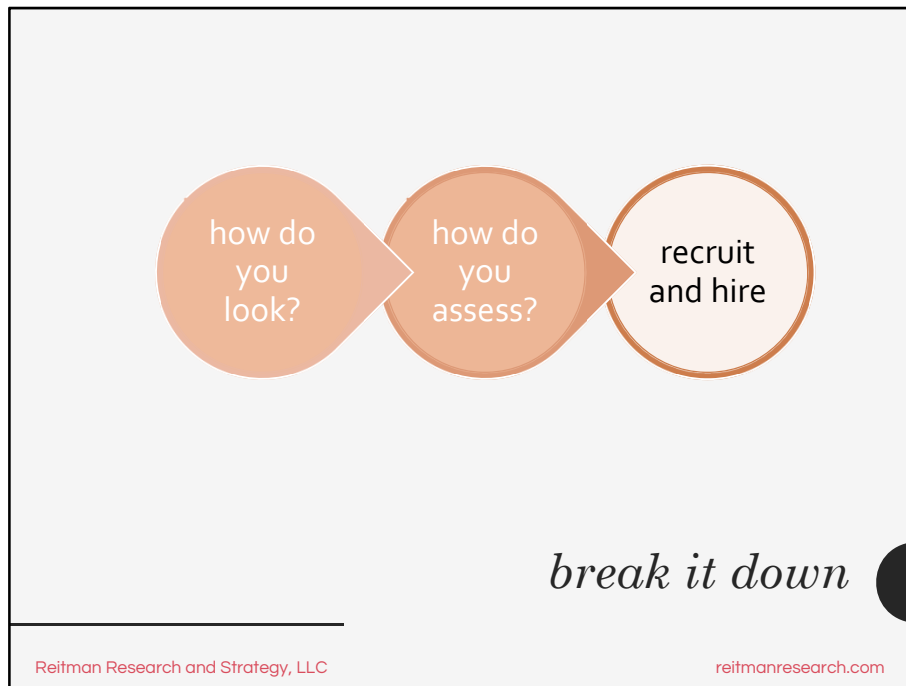 how do
you
look?
how do
you
assess?
recruit
and hire
break it down
Reitman Research and Strategy, LLC
reitmanresearch.com